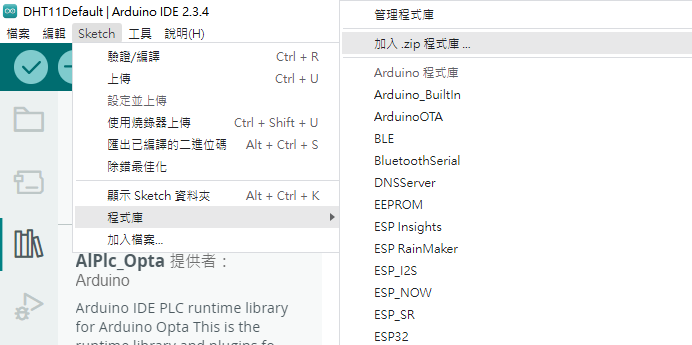 DHT11Default | Arduino IDE 2.3.4
檔案 編輯 Sketch 工具 說明(H)
驗證/編譯 Ctrl + R
上傳 Ctrl + U
設定並上傳
使用燒錄器上傳 Ctrl + Shift + U
匯出已編譯的二進位碼 Alt + Ctrl + S
除錯最佳化
顯示 Sketch 資料夾 Alt + Ctrl + K
程式庫
加入檔案...
管理程式庫
加入 .zip 程式庫 ...
Arduino 程式庫
Arduino_BuiltIn
ArduinoOTA
BLE
BluetoothSerial
DNSServer
EEPROM
ESP Insights
ESP RainMaker
ESP_I2S
ESP_NOW
ESP_SR
ESP32
AlPlc_Opta 提供者：
Arduino
Arduino IDE PLC runtime library
for Arduino Opta This is the
runtime library and plugins fo